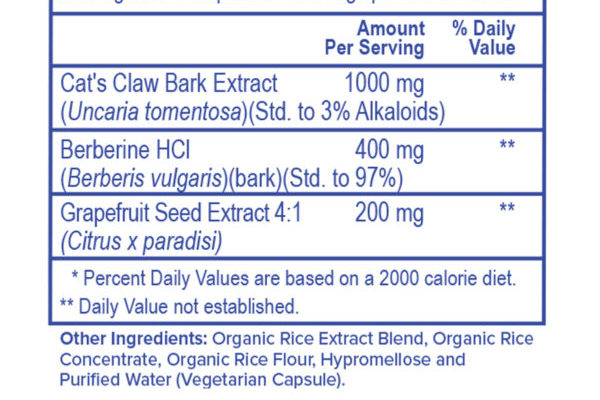 Amount % Daily
Per Serving Value
Cat's Claw Bark Extract 1000 mg **
(Uncaria tomentosa)(Std. to 3% Alkaloids)
Berberine HCl 400 mg **
(Berberis vulgaris)(bark)(Std. to 97%)
Grapefruit Seed Extract 4:1 200 mg **
(Citrus x paradisi)
* Percent Daily Values are based on a 2000 calorie diet.
** Daily Value not established.
Other Ingredients: Organic Rice Extract Blend, Organic Rice
Concentrate, Organic Rice Flour, Hypromellose and
Purified Water (Vegetarian Capsule).